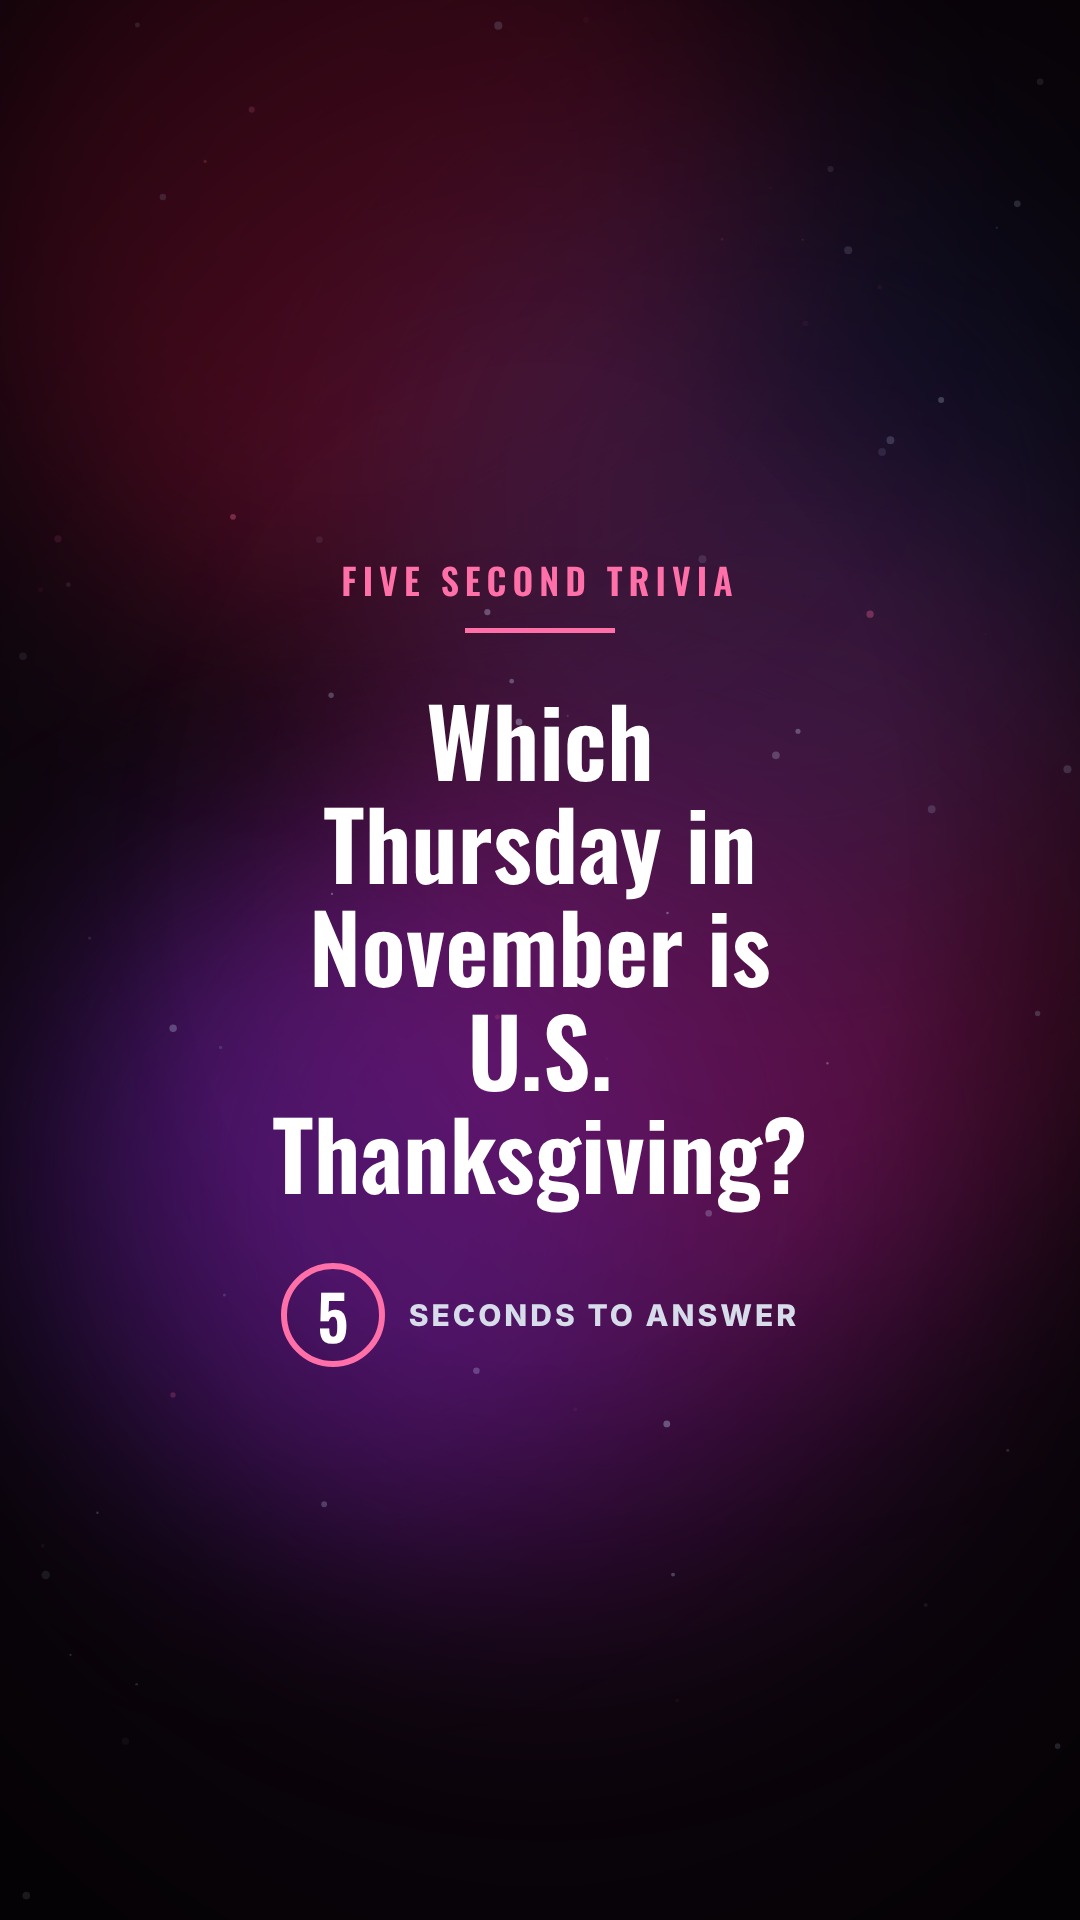 FIVE SECOND TRIVIA
Which
Thursday in
November is
U.S.
Thanksgiving?
5 SECONDS TO ANSWER